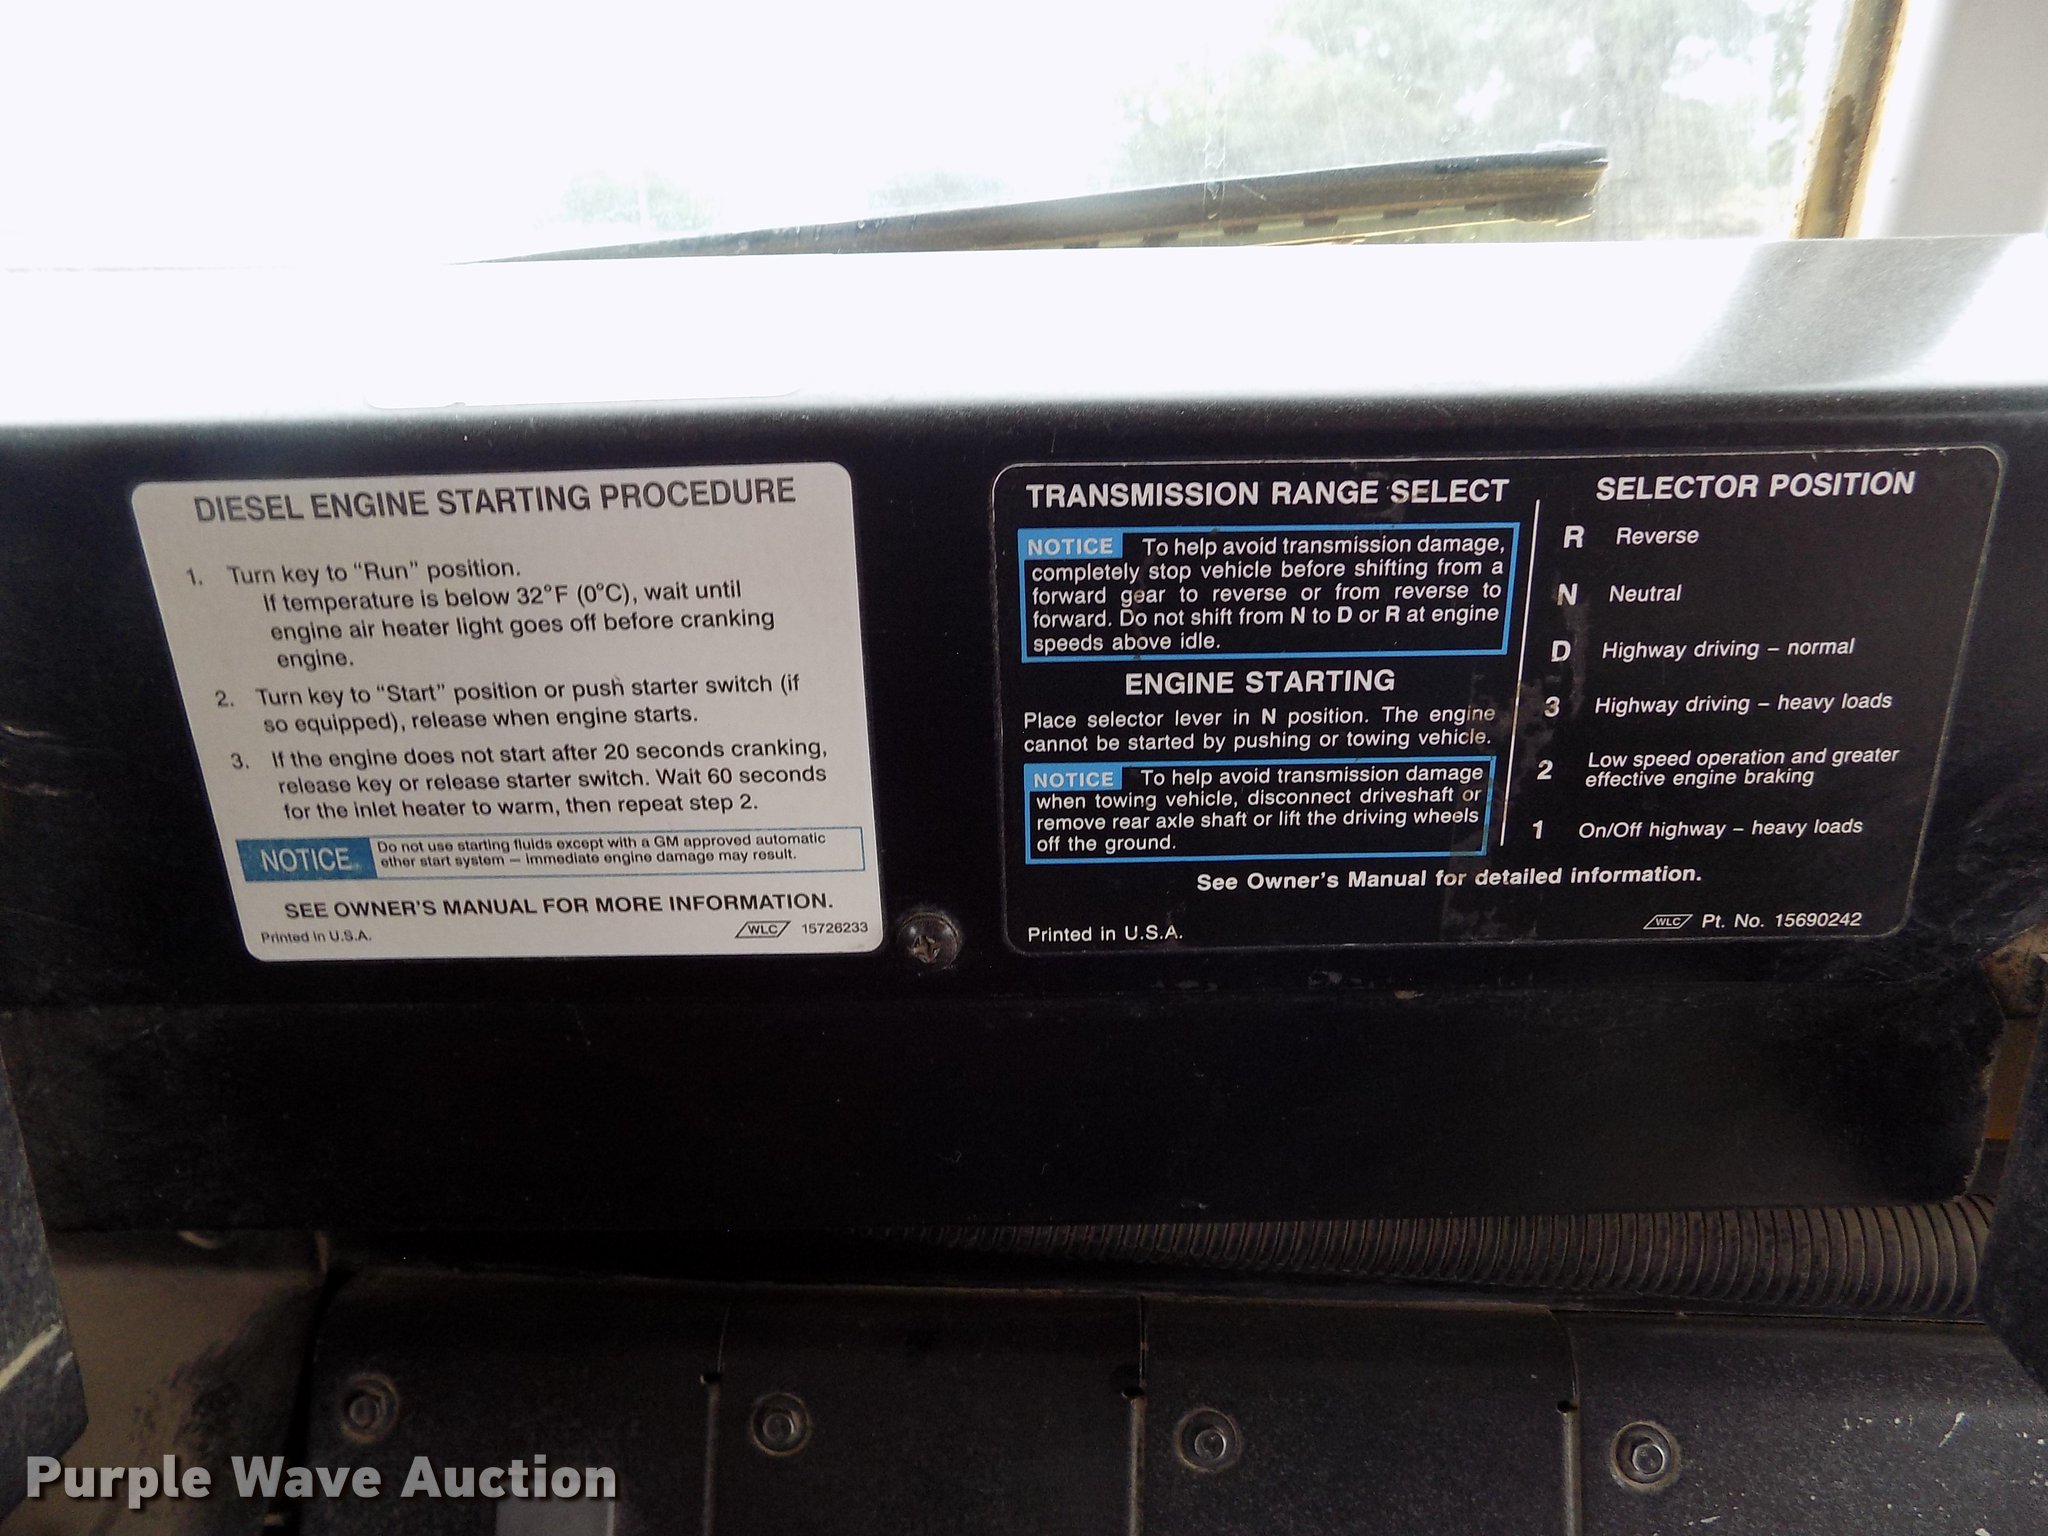 DIESEL ENGINE STARTING PROCEDURE
1. Turn key to “Run” position.
If temperature is below 32°F (0°C), wait until
engine air heater light goes off before cranking
engine.
2. Turn key to “Start” position or push starter switch (if
so equipped), release when engine starts.
3. If the engine does not start after 20 seconds cranking,
release key or release starter switch. Wait 60 seconds
for the inlet heater to warm, then repeat step 2.
NOTICE Do not use starting fluids except with a GM approved automatic
ether start system – immediate engine damage may result.
SEE OWNER'S MANUAL FOR MORE INFORMATION.
Printed in U.S.A. WLC 15726233
TRANSMISSION RANGE SELECT
NOTICE To help avoid transmission damage,
completely stop vehicle before shifting from a
forward gear to reverse or from reverse to
forward. Do not shift from N to D or R at engine
speeds above idle.
ENGINE STARTING
Place selector lever in N position. The engine
cannot be started by pushing or towing vehicle.
NOTICE To help avoid transmission damage
when towing vehicle, disconnect driveshaft or
remove rear axle shaft or lift the driving wheels
off the ground.
SELECTOR POSITION
R Reverse
N Neutral
D Highway driving – normal
3 Highway driving – heavy loads
2 Low speed operation and greater
effective engine braking
1 On/Off highway – heavy loads
See Owner's Manual for detailed information.
Printed in U.S.A. WLC Pt. No. 15690242
Purple Wave Auction